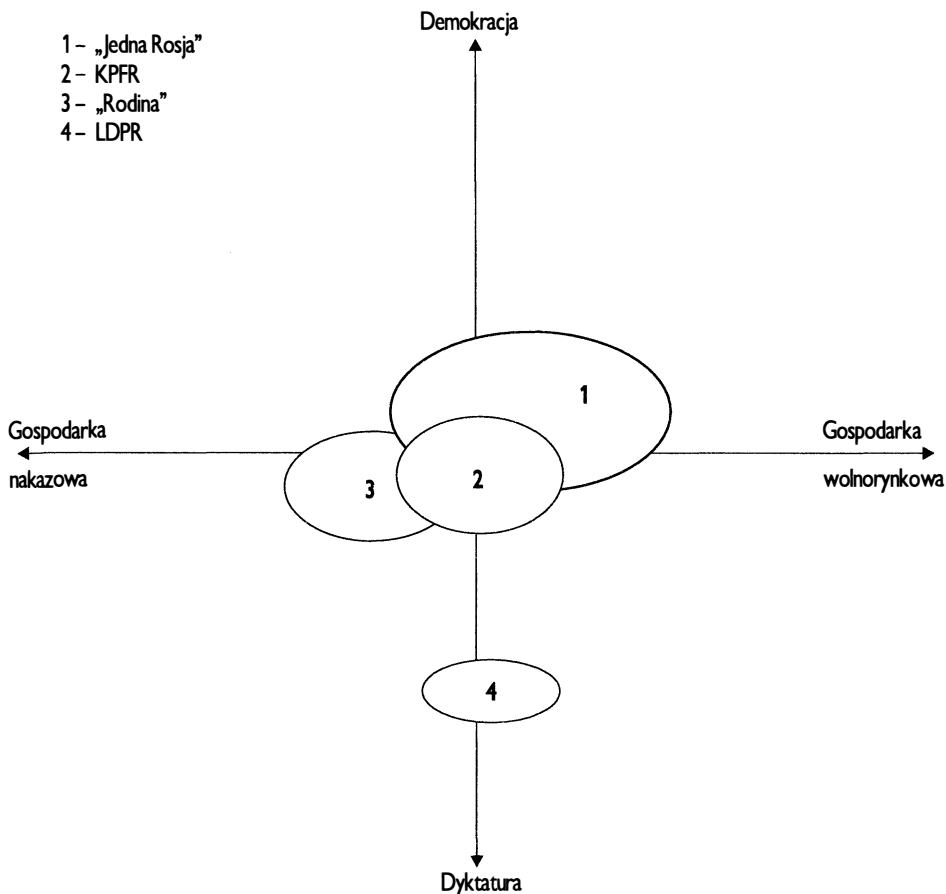 Demokracja
1 – „Jedna Rosja”
2 – KPFR
3 – „Rodina”
4 – LDPR
1
Gospodarka
nakazowa
Gospodarka
wolnorynkowa
2
3
4
Dyktatura